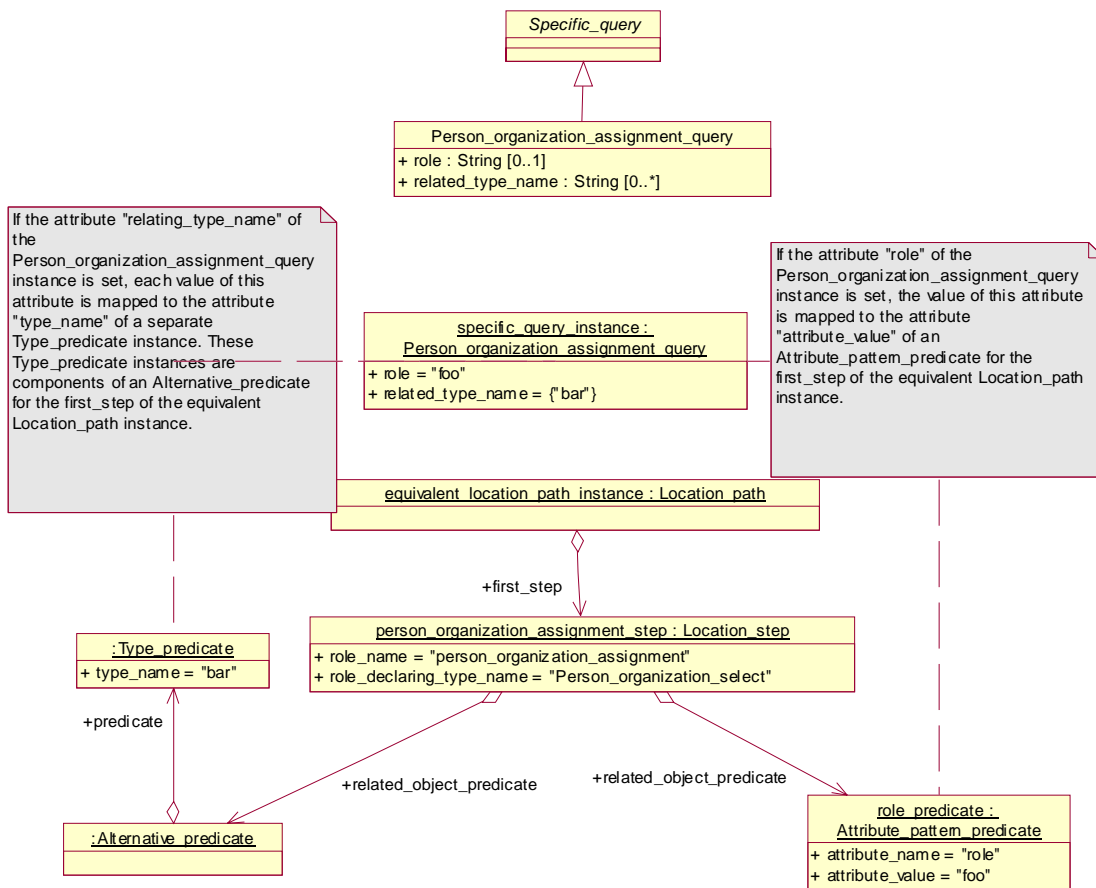 Specific_query
Person_organization_assignment_query
+ role : String [0..1]
+ related_type_name : String [0..*]
If the attribute "relating_type_name" of
the
Person_organization_assignment_query
instance is set, each value of this
attribute is mapped to the attribute
"type_name" of a separate
Type_predicate instance. These
Type_predicate instances are
components of an Alternative_predicate
for the first_step of the equivalent
Location_path instance.
If the attribute "role" of the
Person_organization_assignment_query
instance is set, the value of this attribute
is mapped to the attribute
"attribute_value" of an
Attribute_pattern_predicate for the
first_step of the equivalent Location_path
instance.
specific_query_instance :
Person_organization_assignment_query
+ role = "foo"
+ related_type_name = {"bar"}
equivalent_location_path_instance : Location_path
+first_step
person_organization_assignment_step : Location_step
+ role_name = "person_organization_assignment"
+ role_declaring_type_name = "Person_organization_select"
:Type_predicate
+ type_name = "bar"
+predicate
+related_object_predicate
+related_object_predicate
:Alternative_predicate
role_predicate :
Attribute_pattern_predicate
+ attribute_name = "role"
+ attribute_value = "foo"